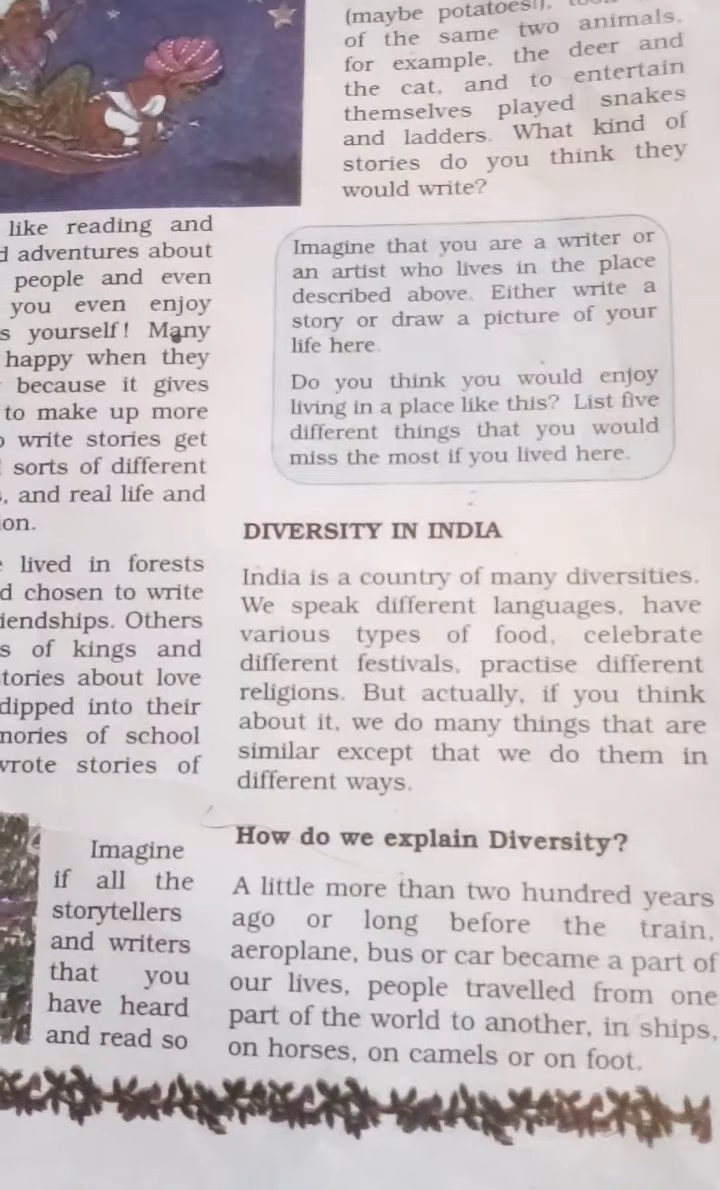 like reading and
adventures about
people and even
you even enjoy
yourself! Many
happy when they
because it gives
to make up more
write stories get
sorts of different
, and real life and
on.
lived in forests
chosen to write
iendships. Others
s of kings and
tories about love
dipped into their
mories of school
wrote stories of
Imagine
if all the
storytellers
and writers
that you
have heard
and read so
(maybe potatoes!),
of the same two animals,
for example, the deer and
the cat, and to entertain
themselves played snakes
and ladders. What kind of
stories do you think they
would write?
Imagine that you are a writer or
an artist who lives in the place
described above. Either write a
story or draw a picture of your
life here.
Do you think you would enjoy
living in a place like this? List five
different things that you would
miss the most if you lived here.
DIVERSITY IN INDIA
India is a country of many diversities.
We speak different languages, have
various types of food, celebrate
different festivals, practise different
religions. But actually, if you think
about it, we do many things that are
similar except that we do them in
different ways.
How do we explain Diversity?
A little more than two hundred years
ago or long before the train,
aeroplane, bus or car became a part of
our lives, people travelled from one
part of the world to another, in ships,
on horses, on camels or on foot.